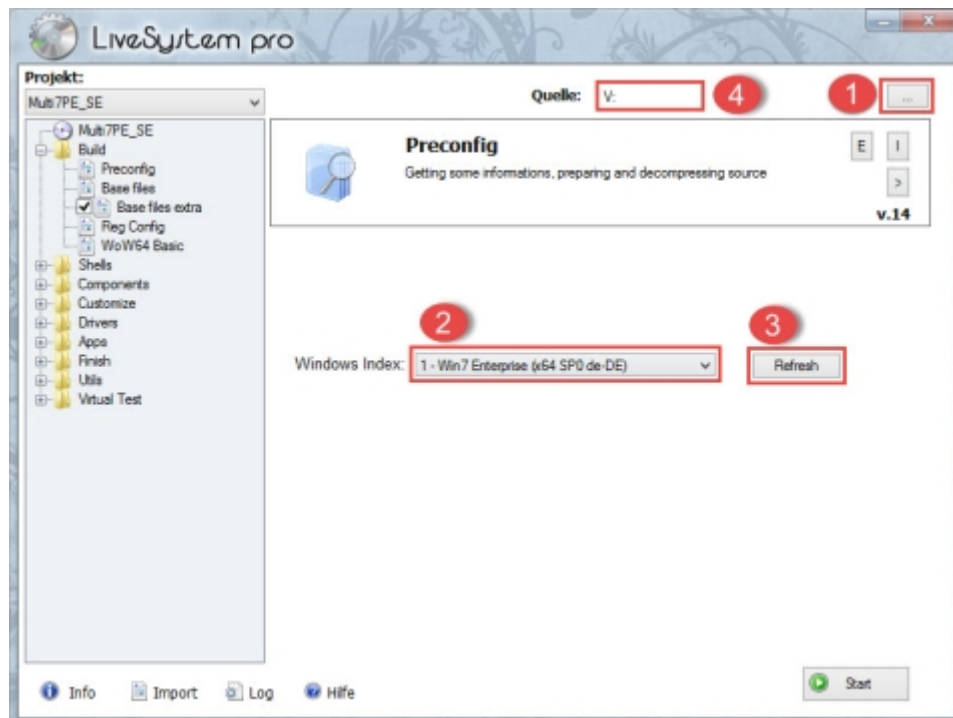 LiveSystem pro
Projekt:
Multi7PE_SE
Quelle:
V:
4
1
...
Multi7PE_SE
Build
Preconfig
Base files
Base files extra
Reg Config
WoW64 Basic
Shells
Components
Customize
Drivers
Apps
Finish
Utils
Virtual Test
Preconfig
Getting some informations, preparing and decompressing source
E
I
>
v.14
2
3
Windows Index:
1 - Win7 Enterprise (x64 SP0 de-DE)
Refresh
Info
Import
Log
Hilfe
Start